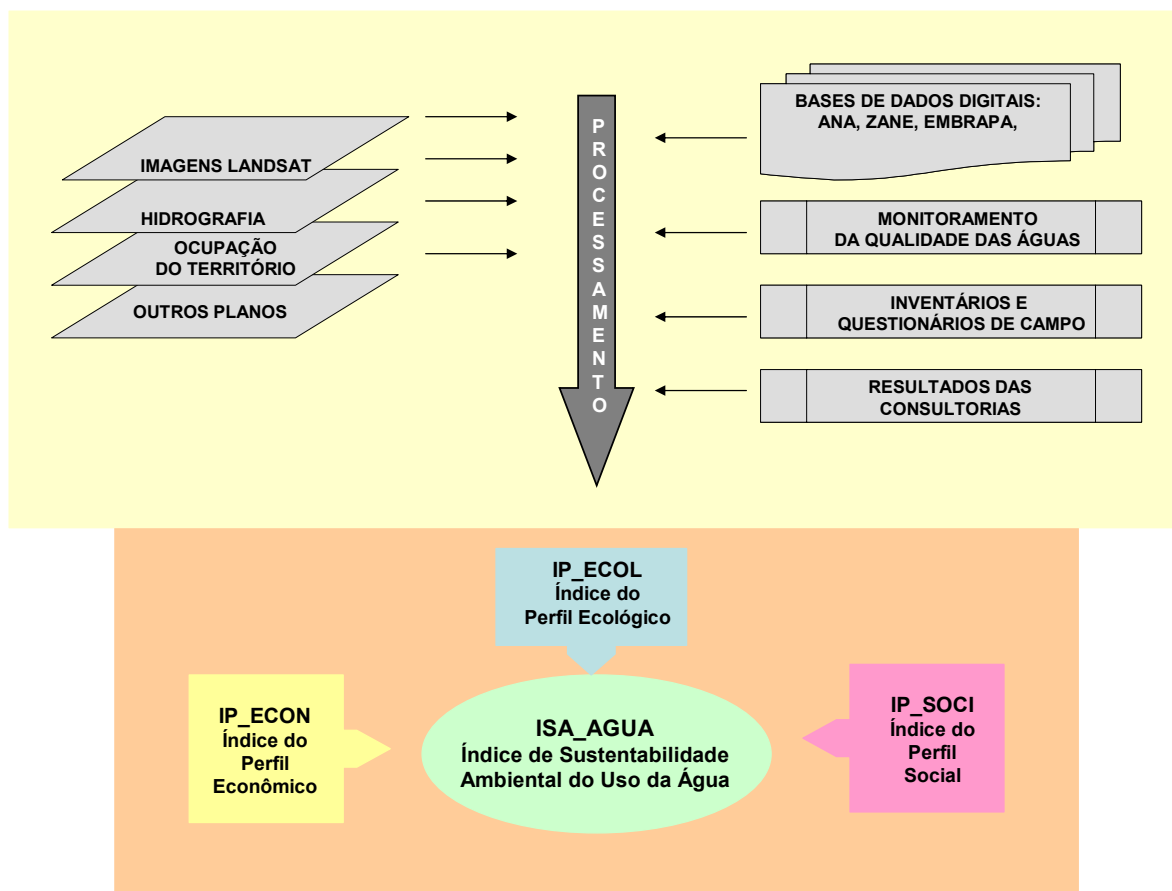 IMAGENS LANDSAT
HIDROGRAFIA
OCUPAÇÃO
DO TERRITÓRIO
OUTROS PLANOS
PROCESSAMENTO
BASES DE DADOS DIGITAIS:
ANA, ZANE, EMBRAPA,
MONITORAMENTO
DA QUALIDADE DAS ÁGUAS
INVENTÁRIOS E
QUESTIONÁRIOS DE CAMPO
RESULTADOS DAS
CONSULTORIAS
IP_ECOL
Índice do
Perfil Ecológico
IP_ECON
Índice do
Perfil
Econômico
ISA_AGUA
Índice de Sustentabilidade
Ambiental do Uso da Água
IP_SOCI
Índice do
Perfil
Social